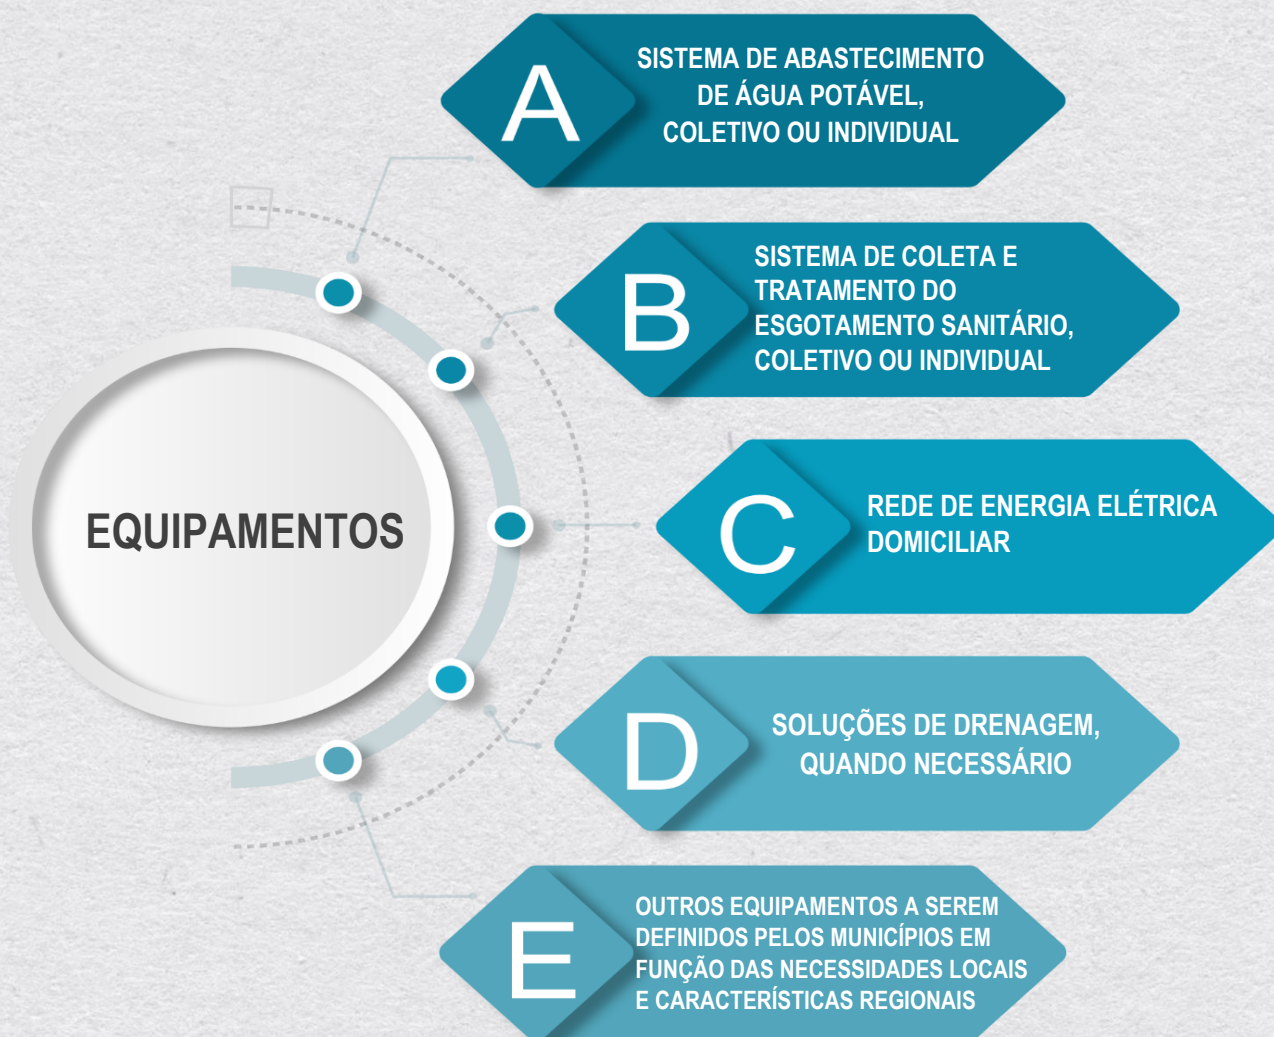 EQUIPAMENTOS
A
SISTEMA DE ABASTECIMENTO
DE ÁGUA POTÁVEL,
COLETIVO OU INDIVIDUAL
B
SISTEMA DE COLETA E
TRATAMENTO DO
ESGOTAMENTO SANITÁRIO,
COLETIVO OU INDIVIDUAL
C
REDE DE ENERGIA ELÉTRICA
DOMICILIAR
D
SOLUÇÕES DE DRENAGEM,
QUANDO NECESSÁRIO
E
OUTROS EQUIPAMENTOS A SEREM
DEFINIDOS PELOS MUNICÍPIOS EM
FUNÇÃO DAS NECESSIDADES LOCAIS
E CARACTERÍSTICAS REGIONAIS